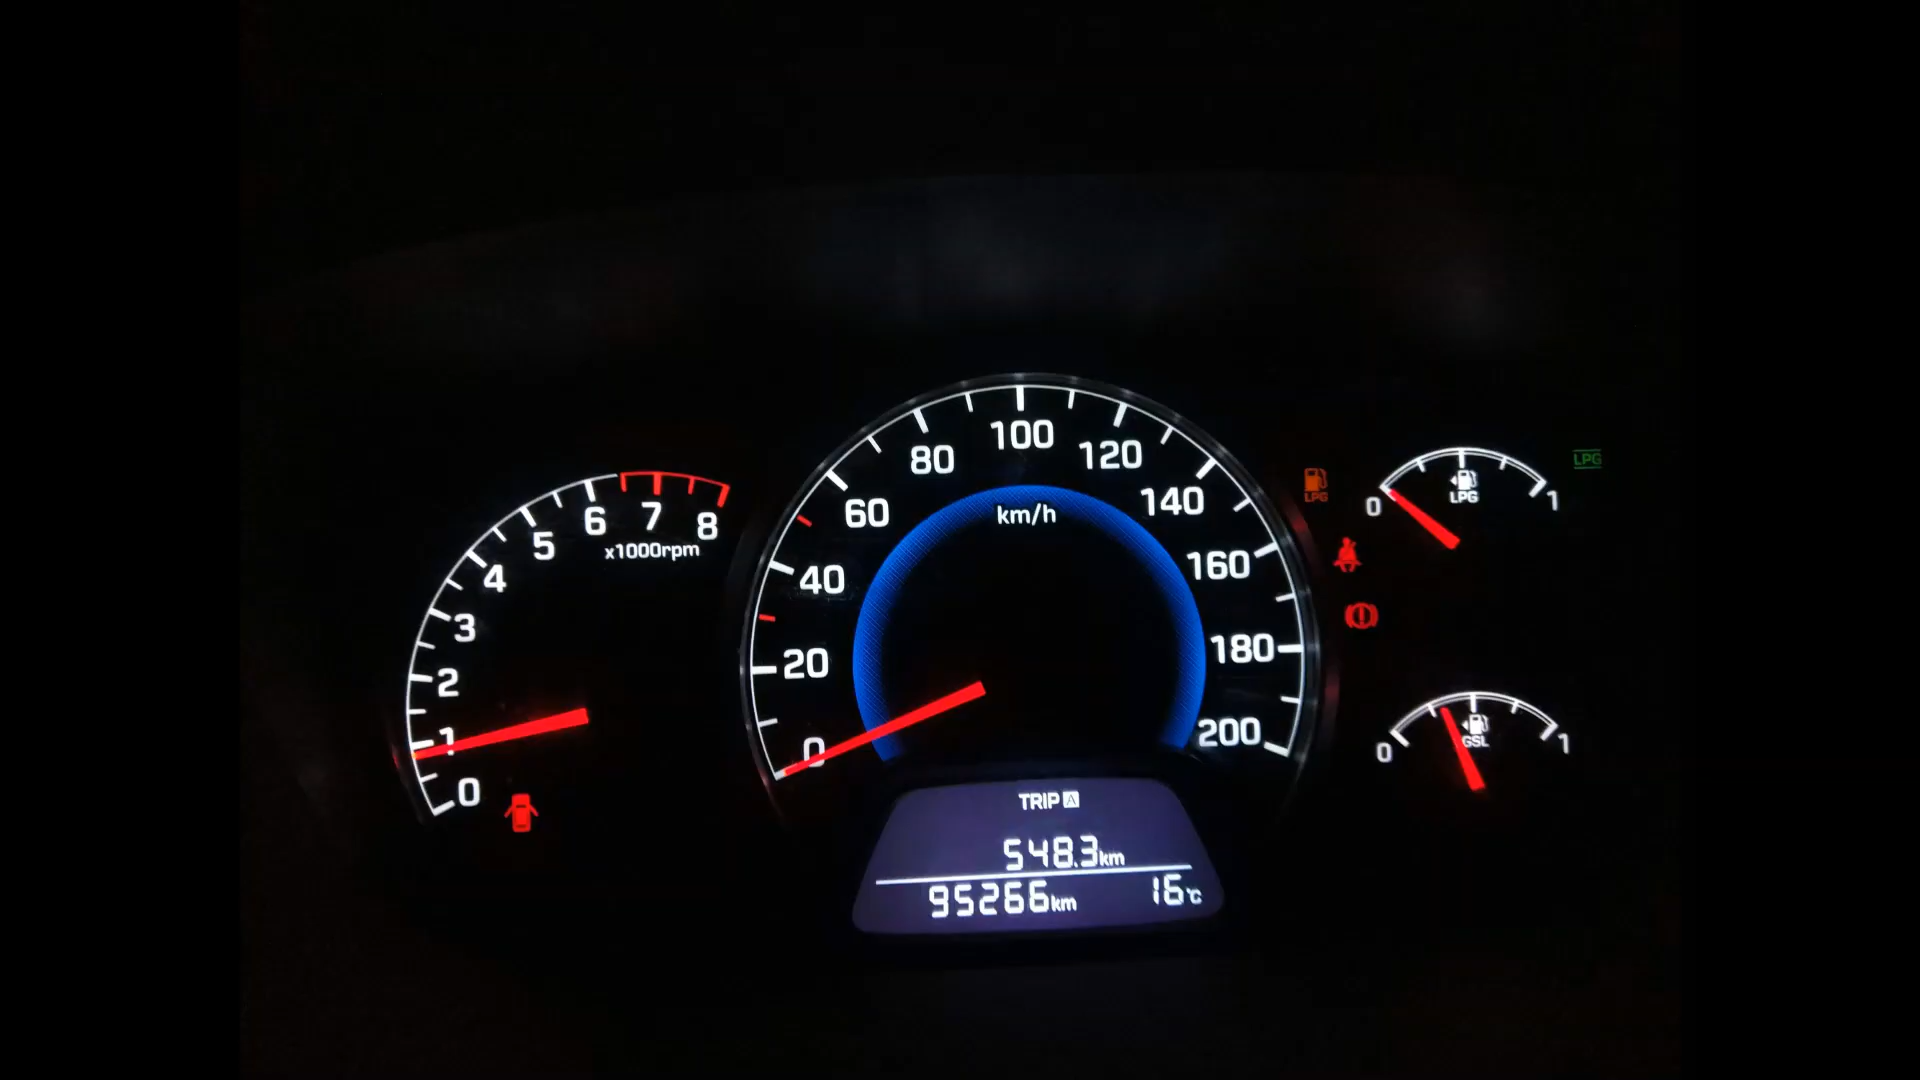 0 1 2 3 4 5 6 7 8
x1000rpm
0 20 40 60 80 100 120 140 160 180 200
km/h
TRIP A
548.3km
95266km 16°C
LPG
0 LPG 1
LPG
0 GSL 1